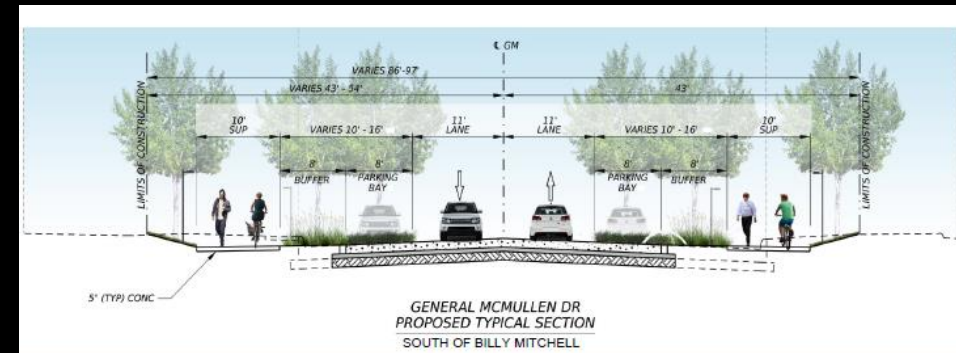 ℄ GM
VARIES 86'-97'
VARIES 43' - 54'
43'
LIMITS OF CONSTRUCTION
10'
SUP
VARIES 10' - 16'
11'
LANE
11'
LANE
VARIES 10' - 16'
10'
SUP
LIMITS OF CONSTRUCTION
8'
BUFFER
8'
PARKING
BAY
8'
PARKING
BAY
8'
BUFFER
5" (TYP) CONC
GENERAL MCMULLEN DR
PROPOSED TYPICAL SECTION
SOUTH OF BILLY MITCHELL